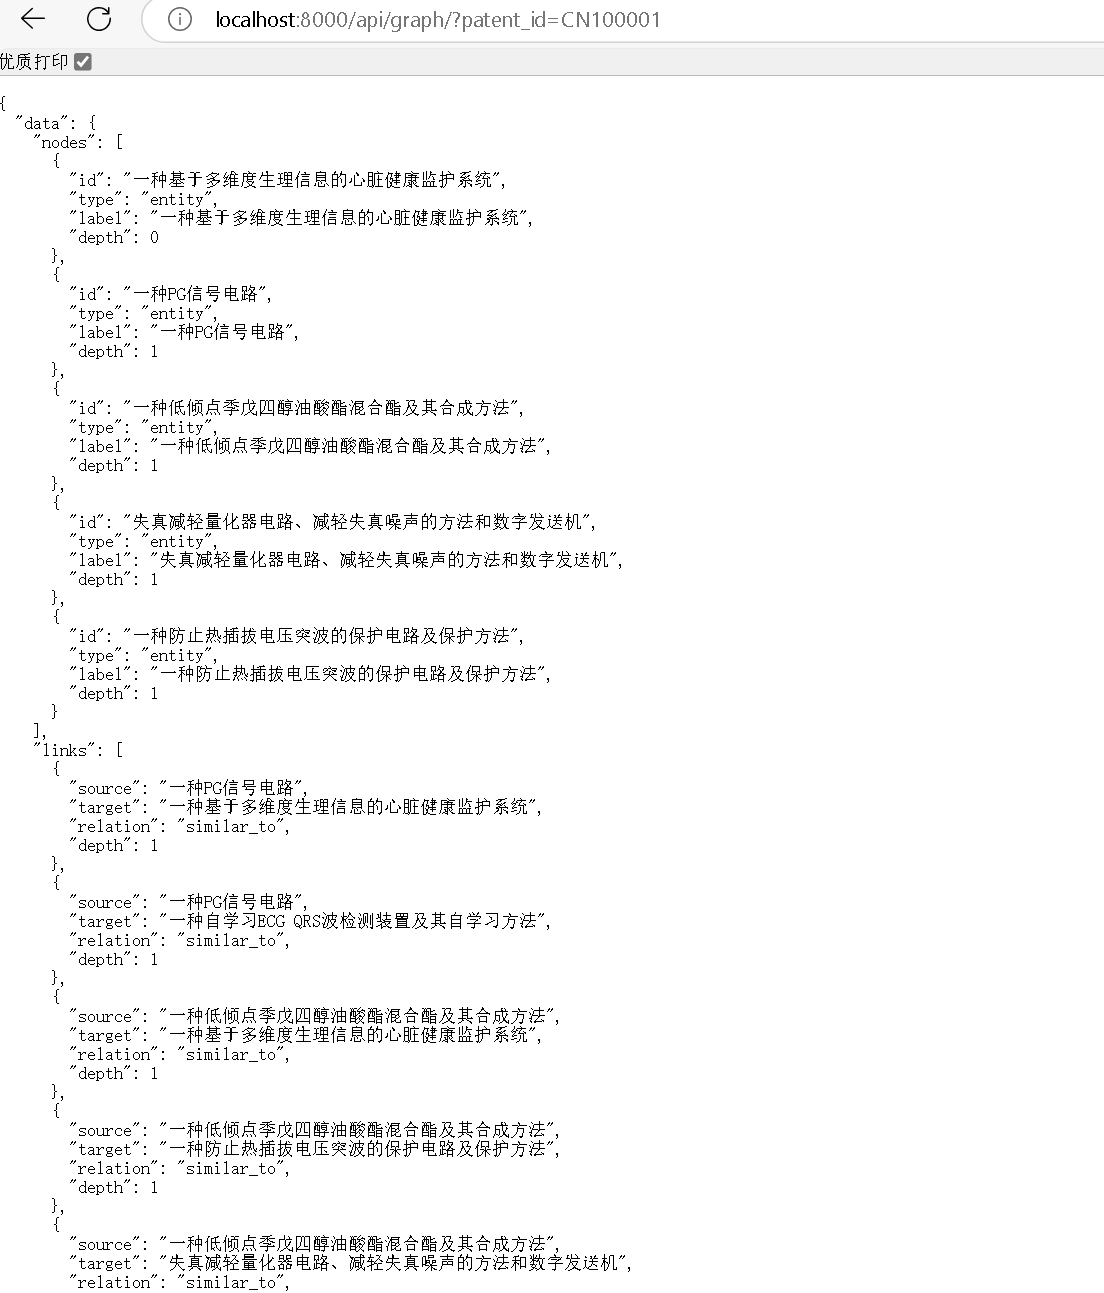 localhost:8000/api/graph/?patent_id=CN100001
优质打印
{
"data": {
"nodes": [
{
"id": "一种基于多维度生理信息的心脏健康监护系统",
"type": "entity",
"label": "一种基于多维度生理信息的心脏健康监护系统",
"depth": 0
},
{
"id": "一种PG信号电路",
"type": "entity",
"label": "一种PG信号电路",
"depth": 1
},
{
"id": "一种低倾点季戊四醇油酸酯混合酯及其合成方法",
"type": "entity",
"label": "一种低倾点季戊四醇油酸酯混合酯及其合成方法",
"depth": 1
},
{
"id": "失真减轻量化器电路、减轻失真噪声的方法和数字发送机",
"type": "entity",
"label": "失真减轻量化器电路、减轻失真噪声的方法和数字发送机",
"depth": 1
},
{
"id": "一种防止热插拔电压突波的保护电路及保护方法",
"type": "entity",
"label": "一种防止热插拔电压突波的保护电路及保护方法",
"depth": 1
}
],
"links": [
{
"source": "一种PG信号电路",
"target": "一种基于多维度生理信息的心脏健康监护系统",
"relation": "similar_to",
"depth": 1
},
{
"source": "一种PG信号电路",
"target": "一种自学习ECG QRS波检测装置及其自学习方法",
"relation": "similar_to",
"depth": 1
},
{
"source": "一种低倾点季戊四醇油酸酯混合酯及其合成方法",
"target": "一种基于多维度生理信息的心脏健康监护系统",
"relation": "similar_to",
"depth": 1
},
{
"source": "一种低倾点季戊四醇油酸酯混合酯及其合成方法",
"target": "一种防止热插拔电压突波的保护电路及保护方法",
"relation": "similar_to",
"depth": 1
},
{
"source": "一种低倾点季戊四醇油酸酯混合酯及其合成方法",
"target": "失真减轻量化器电路、减轻失真噪声的方法和数字发送机",
"relation": "similar_to",